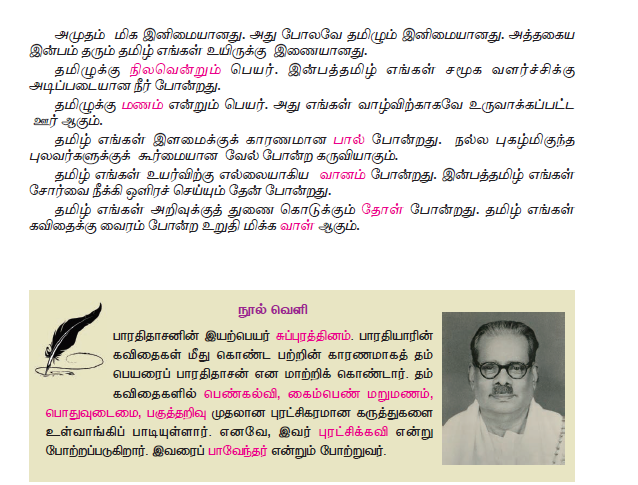 அமுதம் மிக இனிமையானது. அது போலவே தமிழும் இனிமையானது. அத்தகைய
இன்பம் தரும் தமிழ் எங்கள் உயிருக்கு இணையானது.
தமிழுக்கு நிலவென்றும் பெயர். இன்பத்தமிழ் எங்கள் சமூக வளர்ச்சிக்கு
அடிப்படையான நீர் போன்றது.
தமிழுக்கு மணம் என்றும் பெயர். அது எங்கள் வாழ்விற்காகவே உருவாக்கப்பட்ட
ஊர் ஆகும்.
தமிழ் எங்கள் இளமைக்குக் காரணமான பால் போன்றது. நல்ல புகழ்மிகுந்த
புலவர்களுக்குக் கூர்மையான வேல் போன்ற கருவியாகும்.
தமிழ் எங்கள் உயர்விற்கு எல்லையாகிய வானம் போன்றது. இன்பத்தமிழ் எங்கள்
சோர்வை நீக்கி ஒளிரச் செய்யும் தேன் போன்றது.
தமிழ் எங்கள் அறிவுக்குத் துணை கொடுக்கும் தோள் போன்றது. தமிழ் எங்கள்
கவிதைக்கு வைரம் போன்ற உறுதி மிக்க வாள் ஆகும்.
நூல் வெளி
பாரதிதாசனின் இயற்பெயர் சுப்புரத்தினம். பாரதியாரின்
கவிதைகள் மீது கொண்ட பற்றின் காரணமாகத் தம்
பெயரைப் பாரதிதாசன் என மாற்றிக் கொண்டார். தம்
கவிதைகளில் பெண்கல்வி, கைம்பெண் மறுமணம்,
பொதுவுடைமை, பகுத்தறிவு முதலான புரட்சிகரமான கருத்துகளை
உள்வாங்கிப் பாடியுள்ளார். எனவே, இவர் புரட்சிக்கவி என்று
போற்றப்படுகிறார். இவரைப் பாவேந்தர் என்றும் போற்றுவர்.